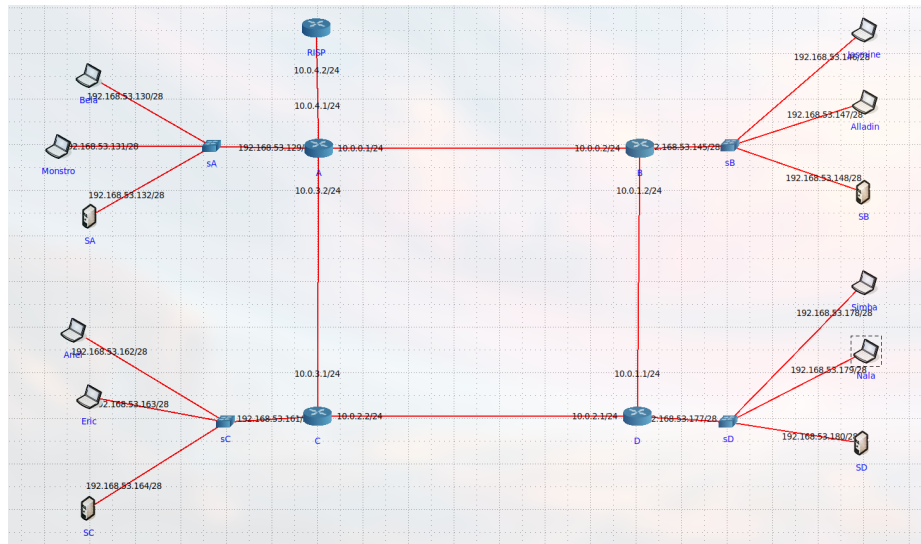 RISP
10.0.4.2/24
10.0.4.1/24
Bela
192.168.53.130/28
192.168.53.131/28
Monstro
192.168.53.132/28
SA
sA
192.168.53.129/
10.0.0.1/24
A
10.0.3.2/24
10.0.0.2/24
B
2.168.53.145/28
sB
10.0.1.2/24
Jasmine
192.168.53.146/28
192.168.53.147/28
Alladin
192.168.53.148/28
SB
Ariel
192.168.53.162/28
192.168.53.163/28
Eric
192.168.53.164/28
SC
sC
192.168.53.161/
10.0.3.1/24
10.0.2.2/24
C
10.0.1.1/24
10.0.2.1/24
D
2.168.53.177/28
sD
Simba
192.168.53.178/28
192.168.53.179/28
Nala
192.168.53.180/28
SD